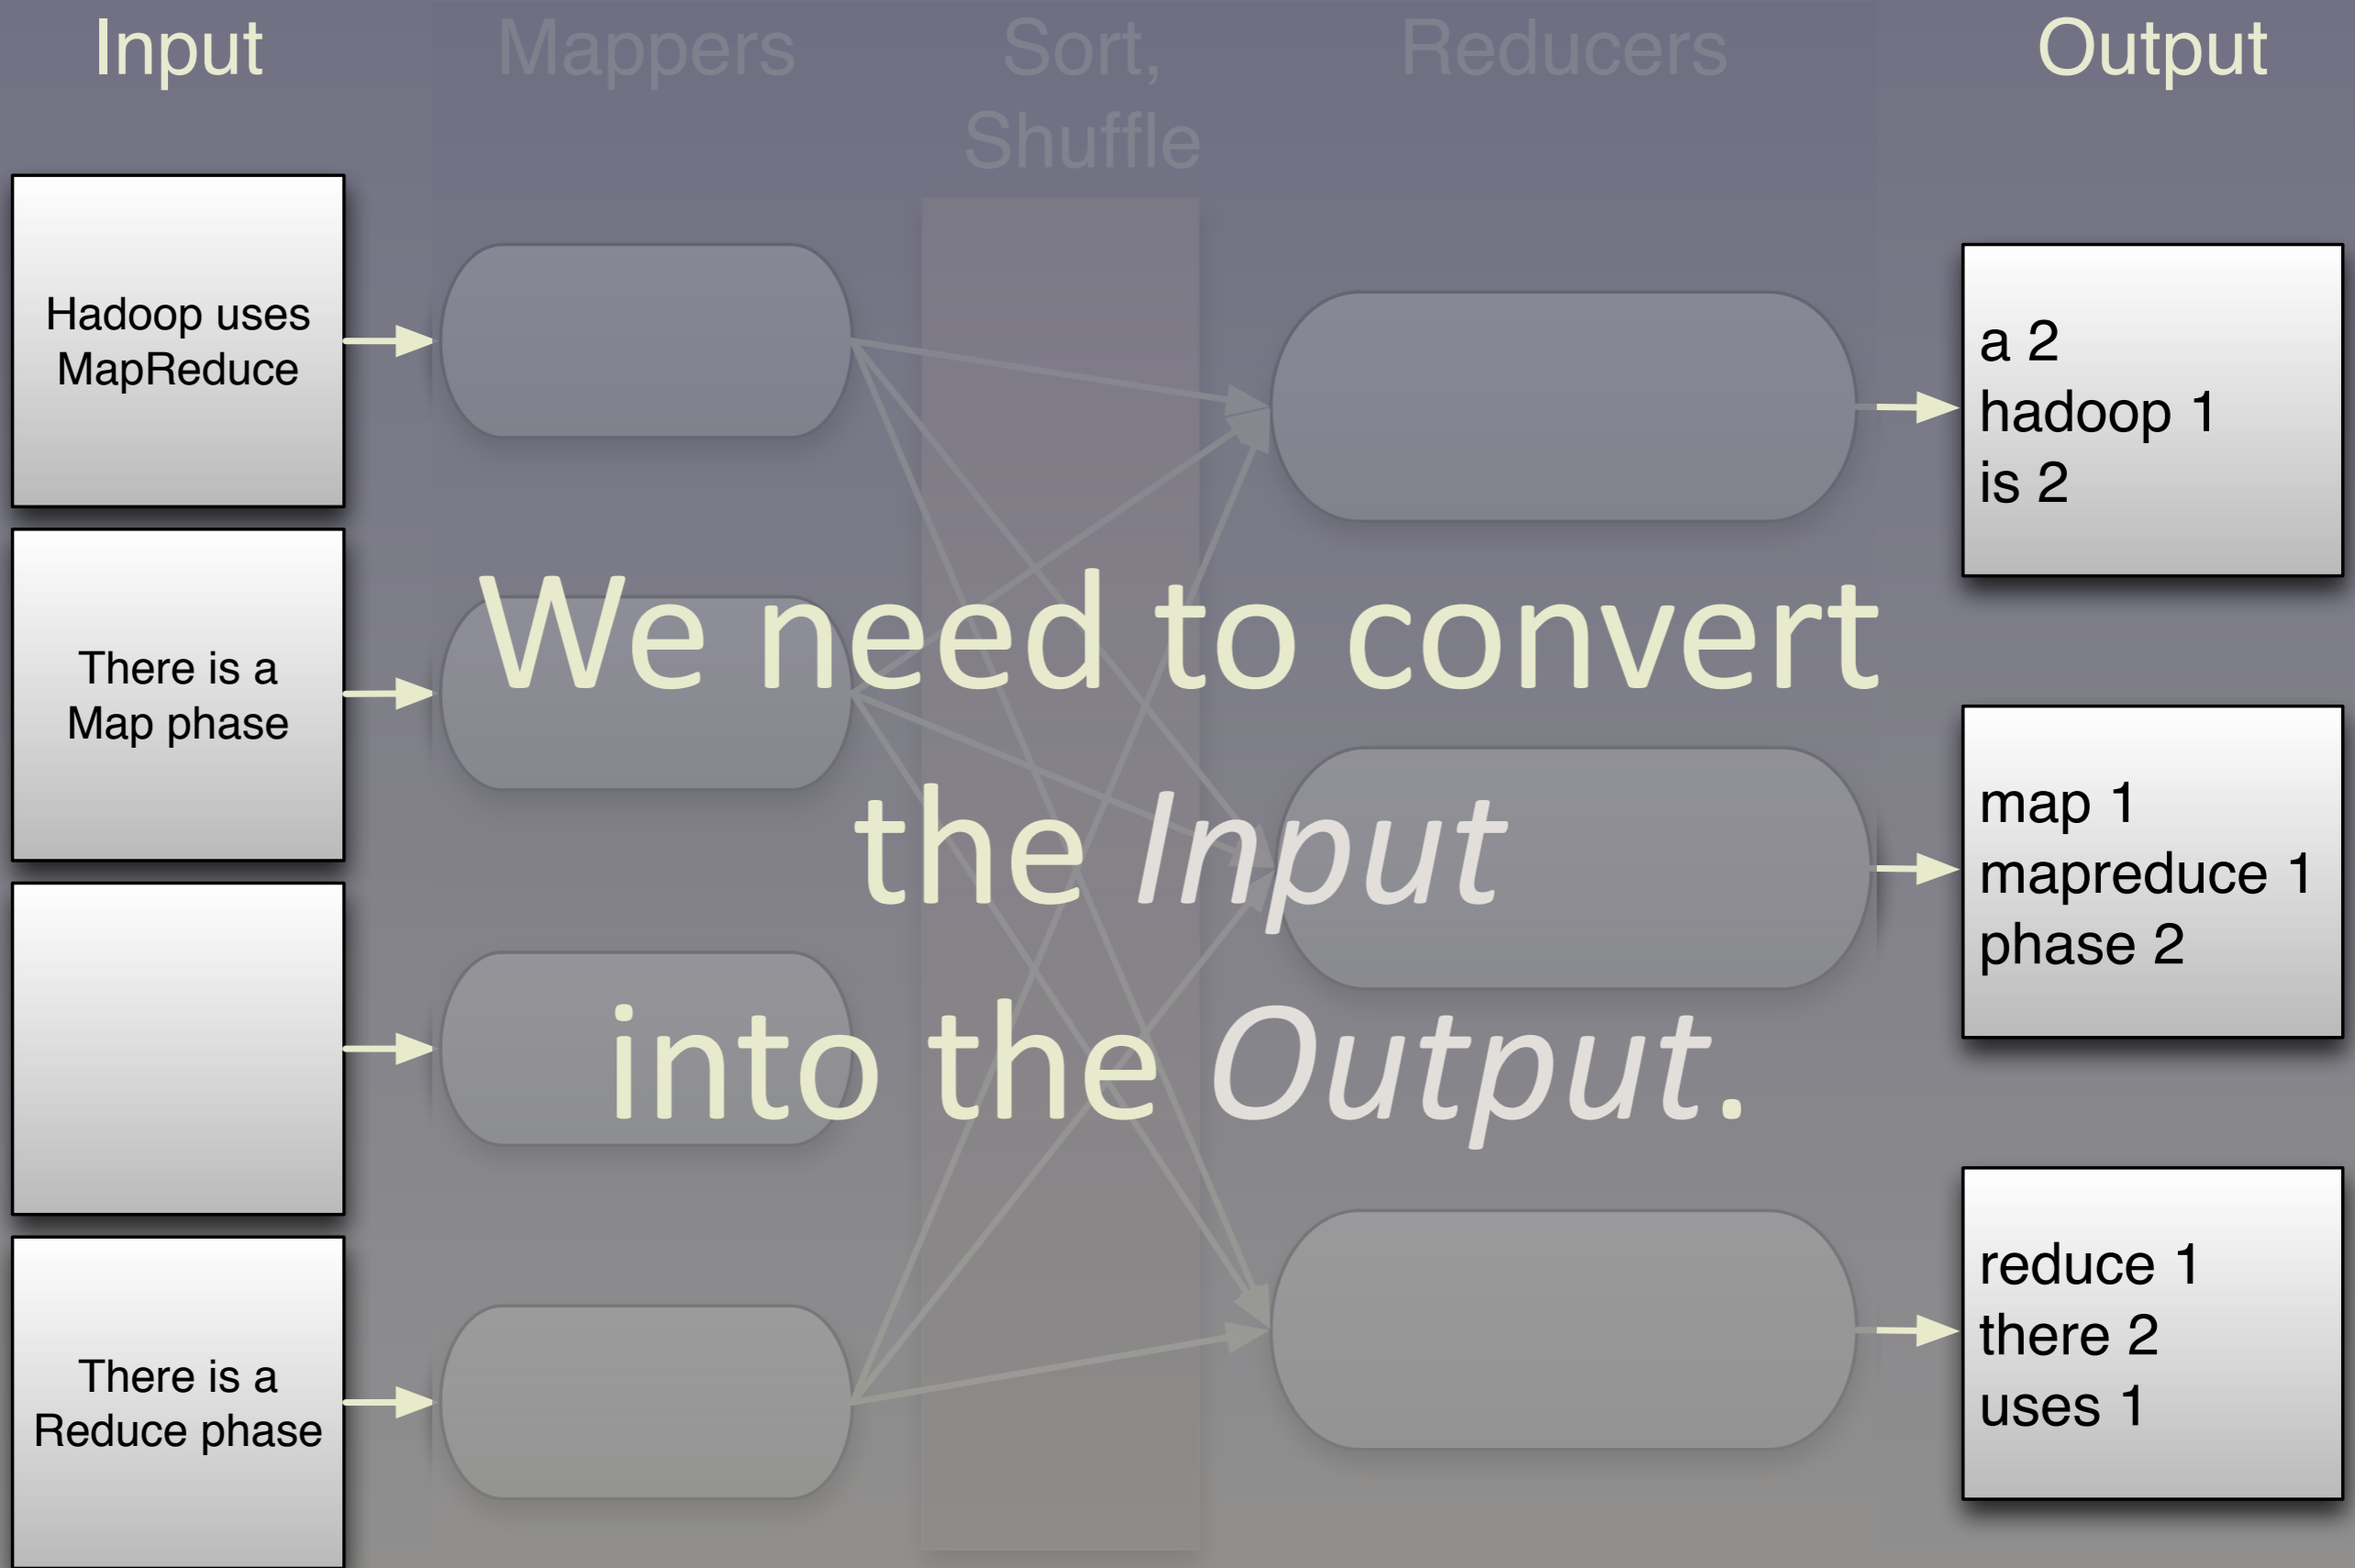 Input
Mappers
Sort,
Shuffle
Reducers
Output
Hadoop uses
MapReduce
There is a
Map phase
There is a
Reduce phase
We need to convert
the Input
into the Output.
a 2
hadoop 1
is 2
map 1
mapreduce 1
phase 2
reduce 1
there 2
uses 1